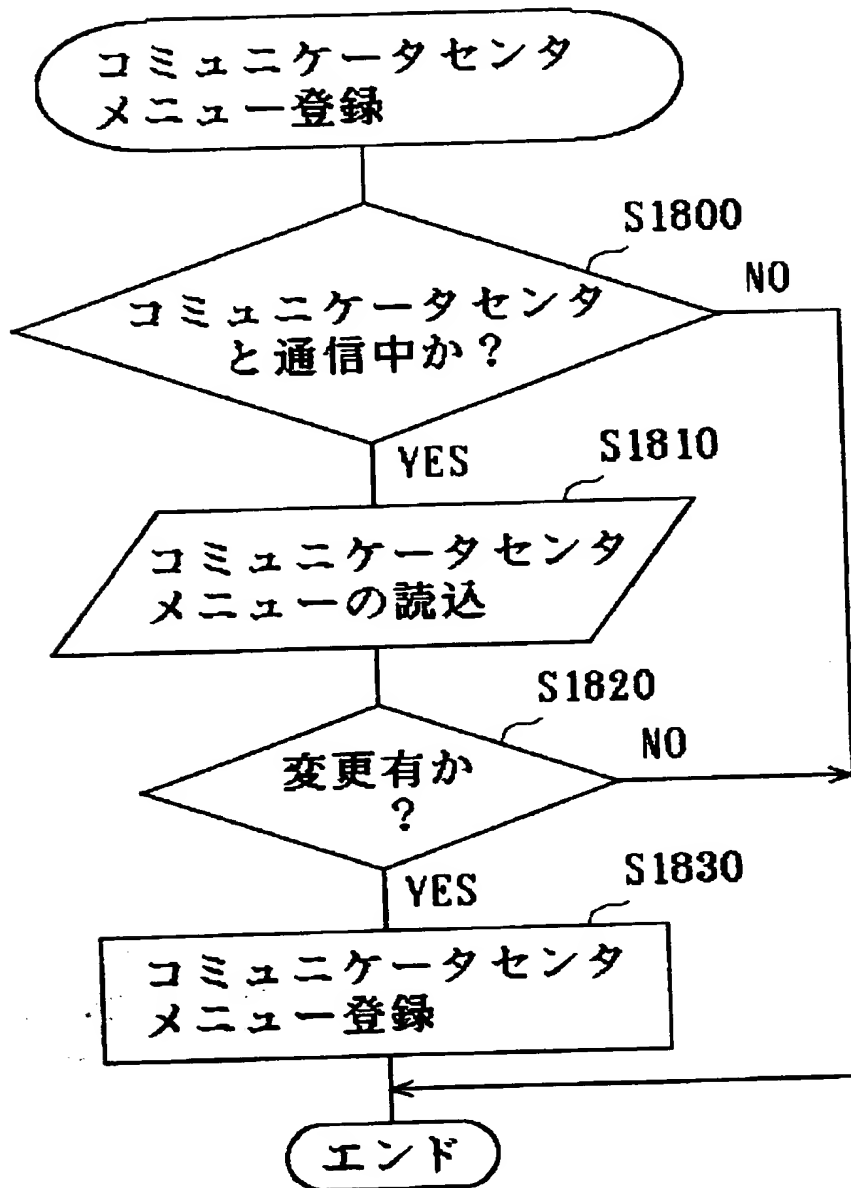 コミュニケータセンタ
メニュー登録
S1800
NO
コミュニケータセンタ
と通信中か？
YES
S1810
コミュニケータセンタ
メニューの読込
S1820
NO
変更有か
？
YES
S1830
コミュニケータセンタ
メニュー登録
エンド